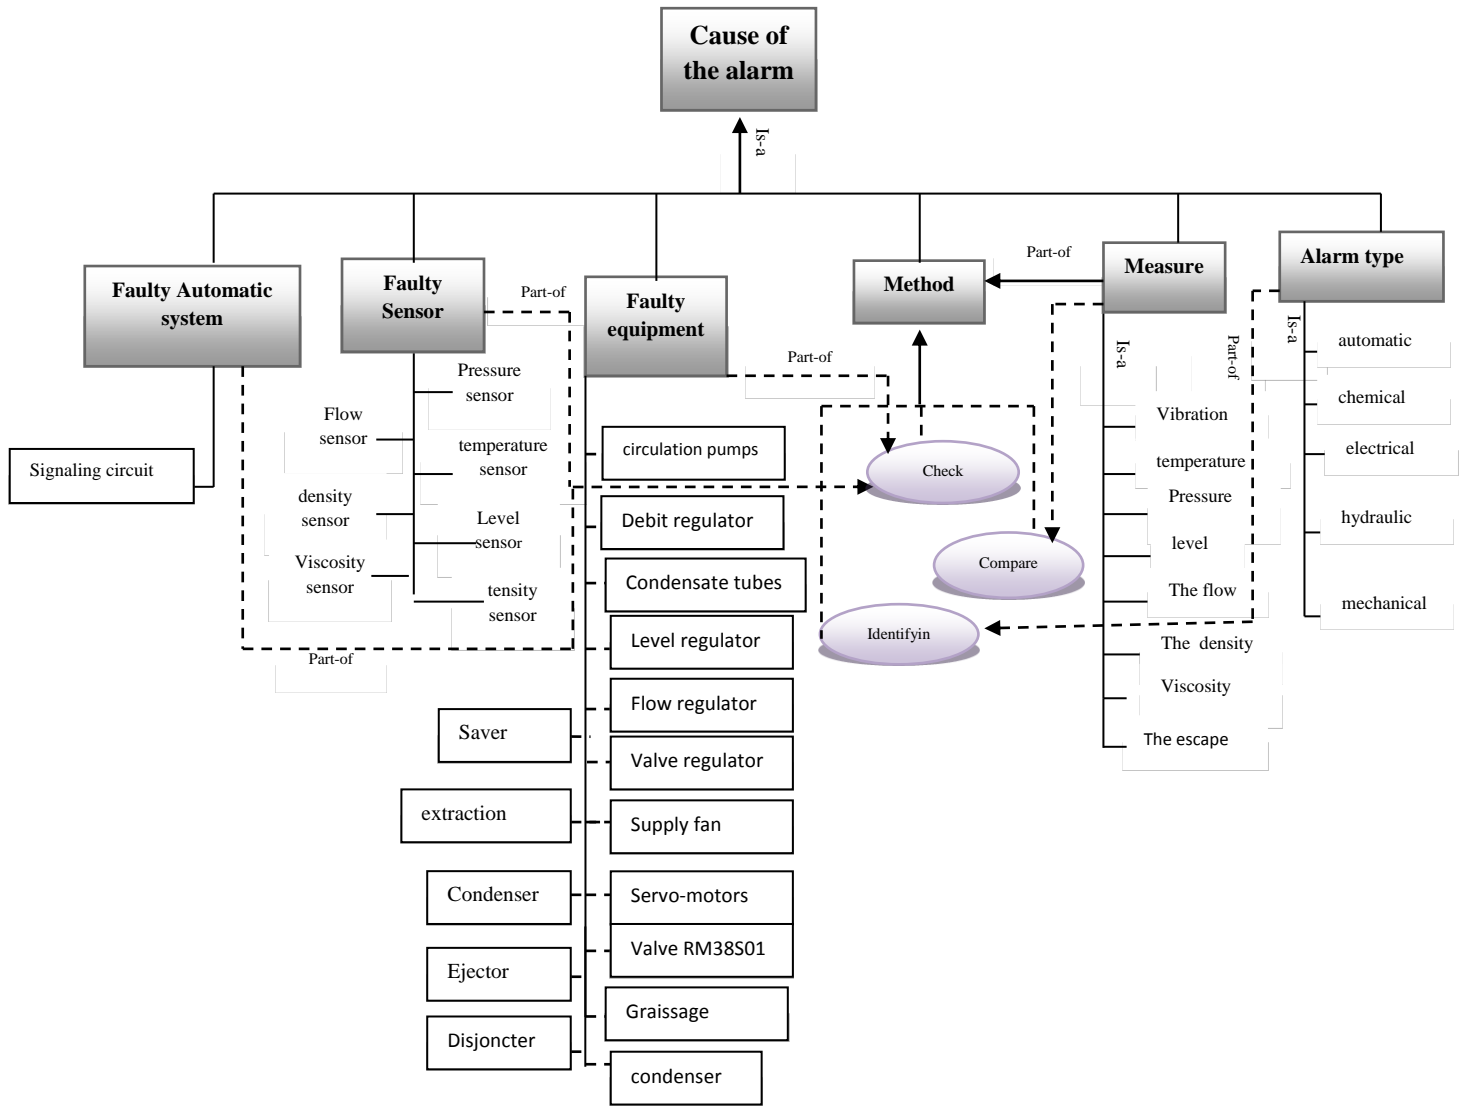 Cause of
the alarm
Is-a
Faulty Automatic
system
Faulty
Sensor
Part-of
Faulty
equipment
Part-of
Method
Part-of
Measure
Alarm type
Signaling circuit
Part-of
Pressure
sensor
Flow
sensor
temperature
sensor
density
sensor
Level
sensor
Viscosity
sensor
tensity
sensor
circulation pumps
Debit regulator
Condensate tubes
Level regulator
Flow regulator
Saver
Valve regulator
extraction
Supply fan
Condenser
Servo-motors
Valve RM38S01
Ejector
Graissage
Disjoncter
condenser
Check
Compare
Identifyin
Is-a
Vibration
temperature
Pressure
level
The flow
The density
Viscosity
The escape
Part-of
Is-a
automatic
chemical
electrical
hydraulic
mechanical